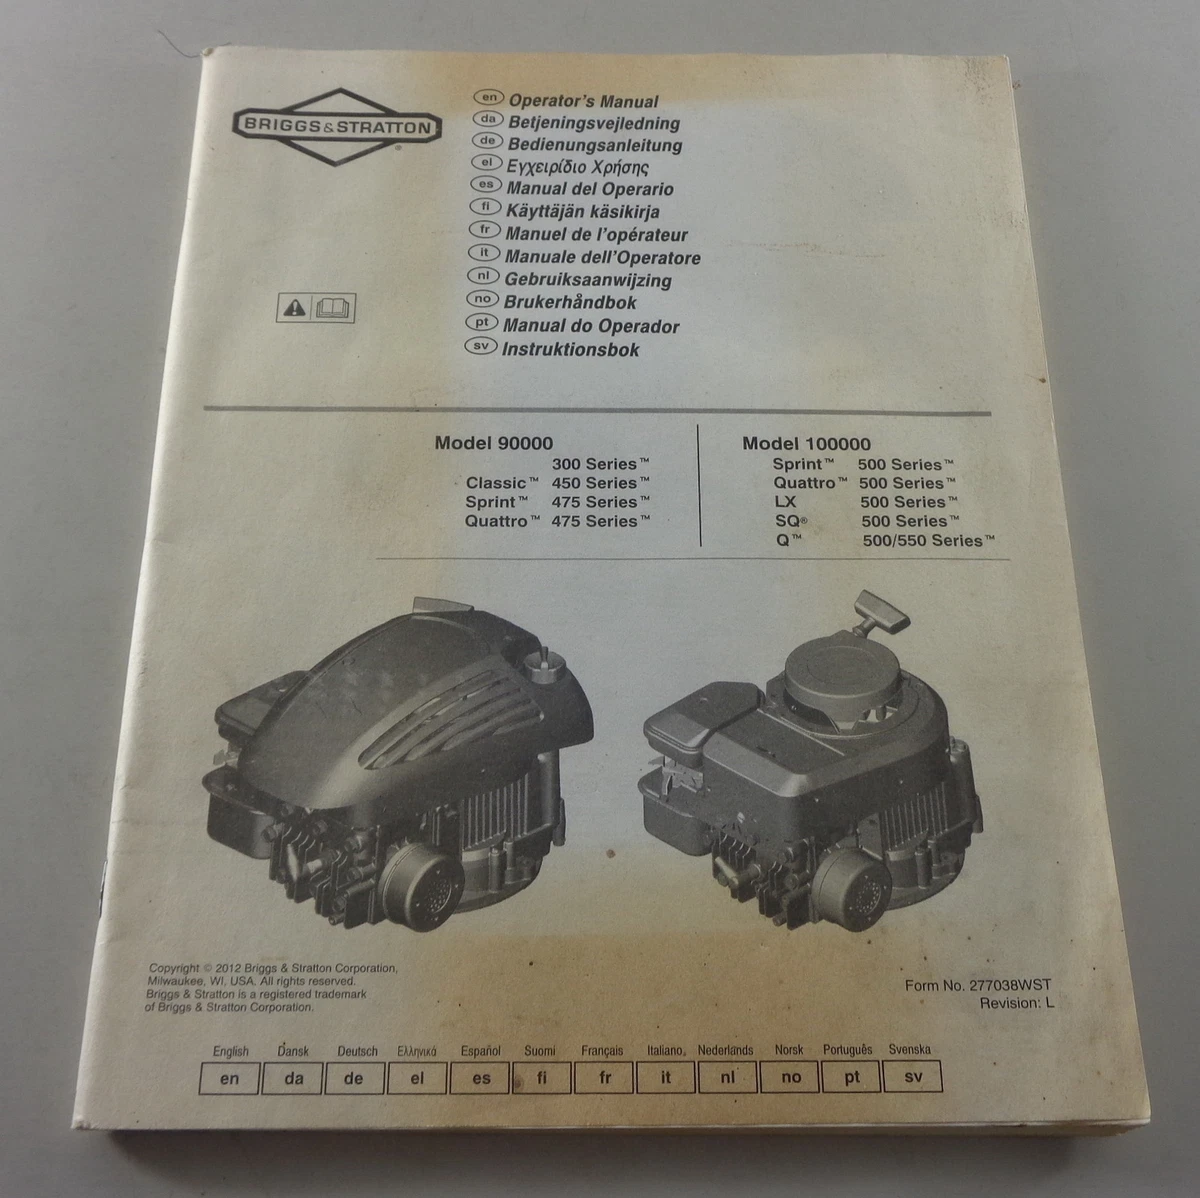 BRIGGS & STRATTON®
en Operator's Manual
da Betjeningsvejledning
de Bedienungsanleitung
el Εγχειρίδιο Χρήσης
es Manual del Operario
fi Käyttäjän käsikirja
fr Manuel de l'opérateur
it Manuale dell'Operatore
nl Gebruiksaanwijzing
no Brukerhåndbok
pt Manual do Operador
sv Instruktionsbok
Model 90000
300 Series™
Classic™ 450 Series™
Sprint™ 475 Series™
Quattro™ 475 Series™
Model 100000
Sprint™ 500 Series™
Quattro™ 500 Series™
LX 500 Series™
SQ® 500 Series™
Q™ 500/550 Series™
Copyright © 2012 Briggs & Stratton Corporation,
Milwaukee, WI, USA. All rights reserved.
Briggs & Stratton is a registered trademark
of Briggs & Stratton Corporation.
Form No. 277038WST
Revision: L
English Dansk Deutsch Ελληνικά Español Suomi Français Italiano Nederlands Norsk Português Svenska
en da de el es fi fr it nl no pt sv